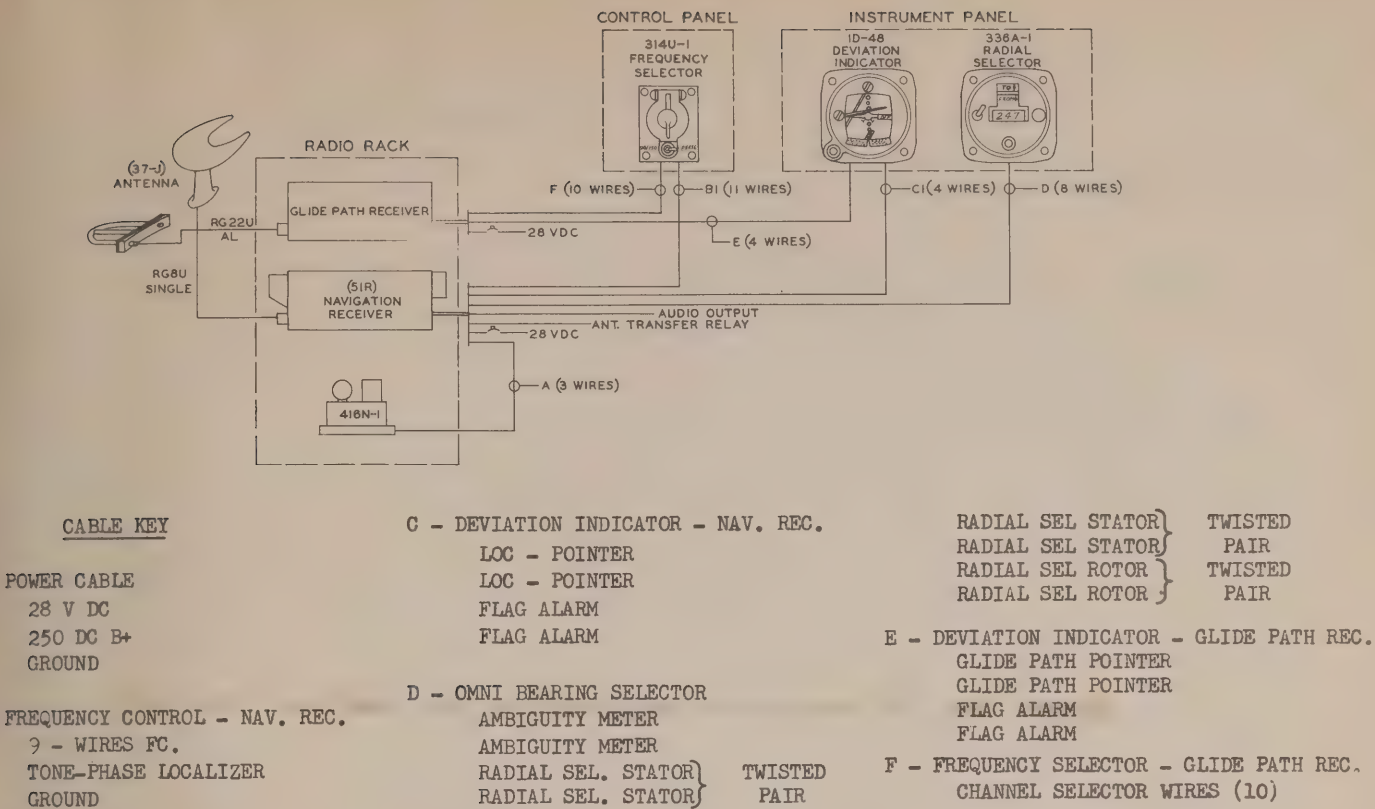 CONTROL PANEL
INSTRUMENT PANEL
314U-1
FREQUENCY
SELECTOR
ID-48
DEVIATION
INDICATOR
336A-1
RADIAL
SELECTOR
TO
FROM
247
OFF
(37-J)
ANTENNA
RADIO RACK
GLIDE PATH RECEIVER
RG22U
AL
RG8U
SINGLE
(51R)
NAVIGATION
RECEIVER
416N-1
F (10 WIRES)
B1 (11 WIRES)
C1 (4 WIRES)
D (8 WIRES)
28 VDC
E (4 WIRES)
AUDIO OUTPUT
ANT. TRANSFER RELAY
28 VDC
A (3 WIRES)
CABLE KEY
POWER CABLE
28 V DC
250 DC B+
GROUND
FREQUENCY CONTROL - NAV. REC.
9 - WIRES FC.
TONE-PHASE LOCALIZER
GROUND
C - DEVIATION INDICATOR - NAV. REC.
LOC - POINTER
LOC - POINTER
FLAG ALARM
FLAG ALARM
D - OMNI BEARING SELECTOR
AMBIGUITY METER
AMBIGUITY METER
RADIAL SEL. STATOR} TWISTED
RADIAL SEL. STATOR} PAIR
RADIAL SEL STATOR} TWISTED
RADIAL SEL STATOR} PAIR
RADIAL SEL ROTOR } TWISTED
RADIAL SEL ROTOR } PAIR
E - DEVIATION INDICATOR - GLIDE PATH REC.
GLIDE PATH POINTER
GLIDE PATH POINTER
FLAG ALARM
FLAG ALARM
F - FREQUENCY SELECTOR - GLIDE PATH REC.
CHANNEL SELECTOR WIRES (10)